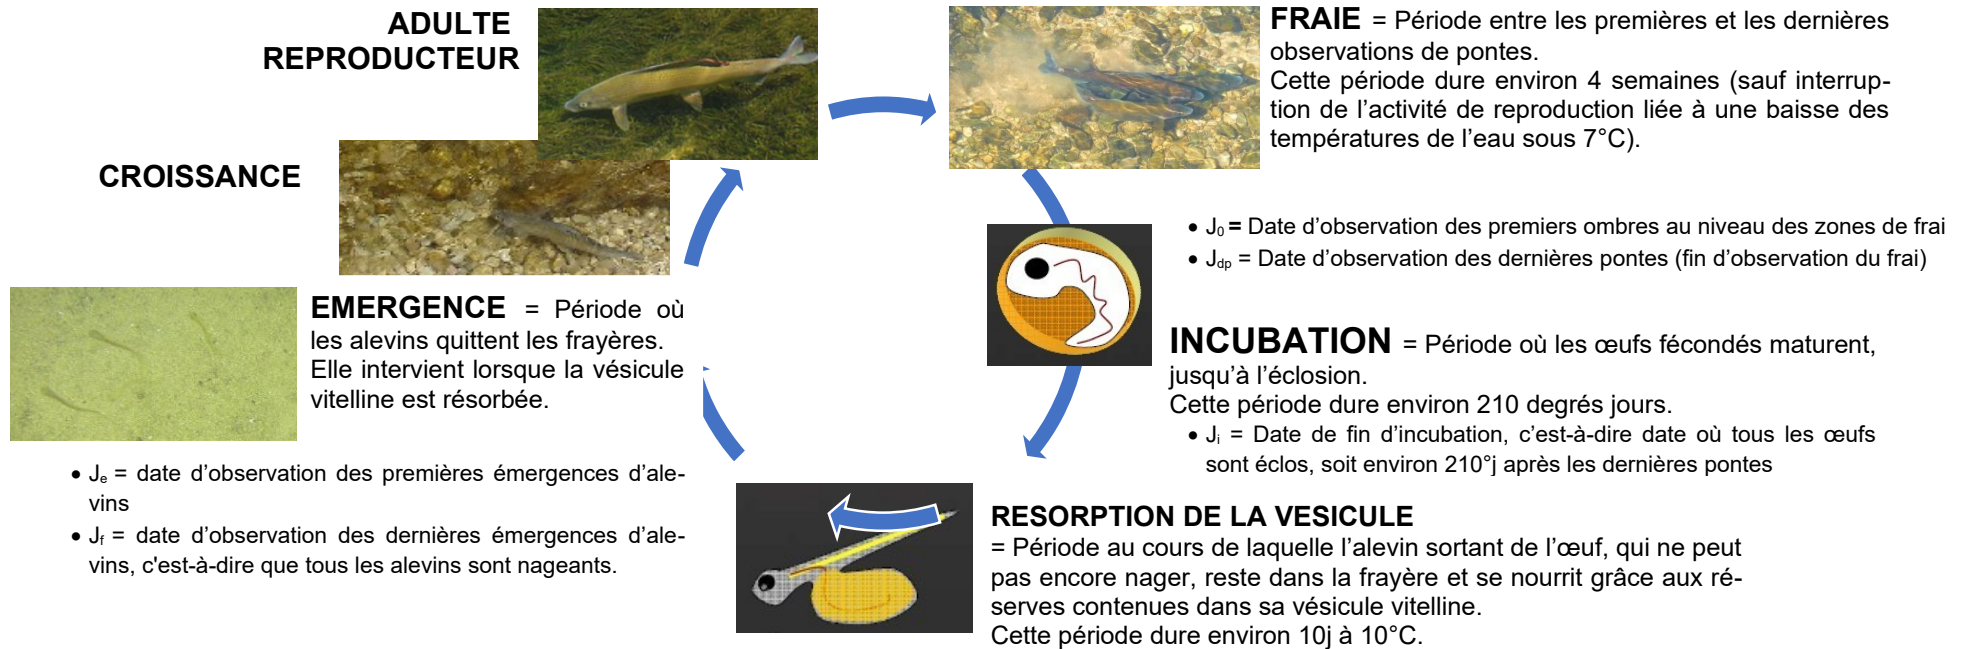 ADULTE
REPRODUCTEUR
FRAIE = Période entre les premières et les dernières
observations de pontes.
Cette période dure environ 4 semaines (sauf interrup-
tion de l’activité de reproduction liée à une baisse des
températures de l’eau sous 7°C).
• J0 = Date d’observation des premiers ombres au niveau des zones de frai
• Jdp = Date d’observation des dernières pontes (fin d’observation du frai)
INCUBATION = Période où les œufs fécondés maturent,
jusqu’à l’éclosion.
Cette période dure environ 210 degrés jours.
• Ji = Date de fin d’incubation, c’est-à-dire date où tous les œufs
sont éclos, soit environ 210°j après les dernières pontes
RESORPTION DE LA VESICULE
= Période au cours de laquelle l’alevin sortant de l’œuf, qui ne peut
pas encore nager, reste dans la frayère et se nourrit grâce aux ré-
serves contenues dans sa vésicule vitelline.
Cette période dure environ 10j à 10°C.
EMERGENCE = Période où
les alevins quittent les frayères.
Elle intervient lorsque la vésicule
vitelline est résorbée.
• Je = date d’observation des premières émergences d’ale-
vins
• Jf = date d’observation des dernières émergences d’ale-
vins, c'est-à-dire que tous les alevins sont nageants.
CROISSANCE